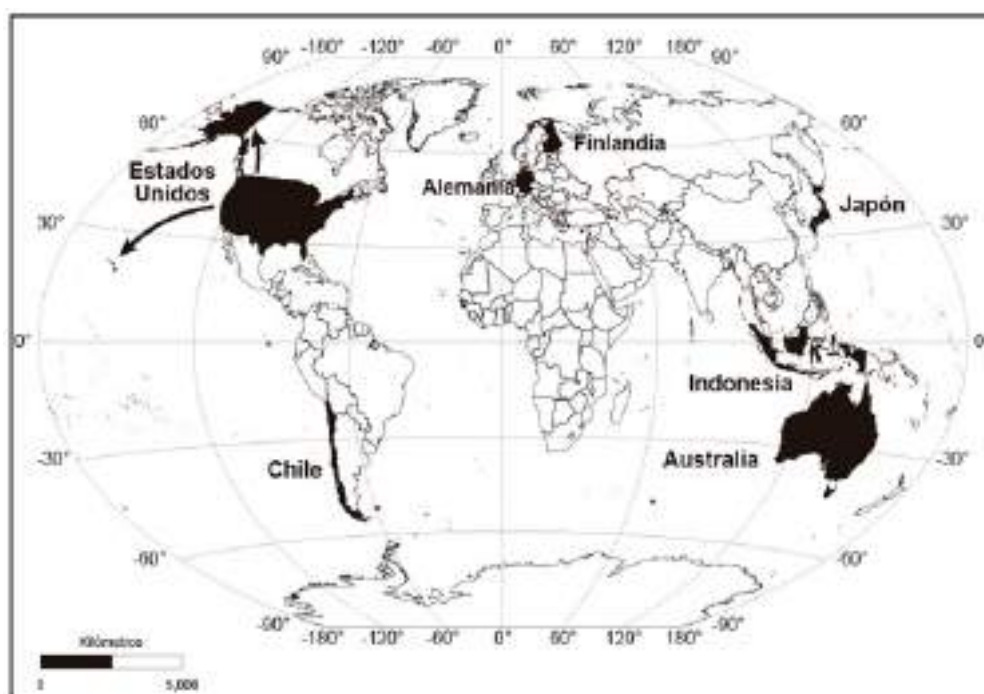 -180° -120° -60° 0° 60° 120° 180°
90° 90°
60° 60°
Finlandia
Estados
Unidos
Alemania
Japón
30° 30°
0° 0°
Indonesia
Chile
Australia
-30° -30°
-60° -60°
-90° -90°
-180° -120° -60° 0° 60° 120° 180°
Kilómetros
0 5,000